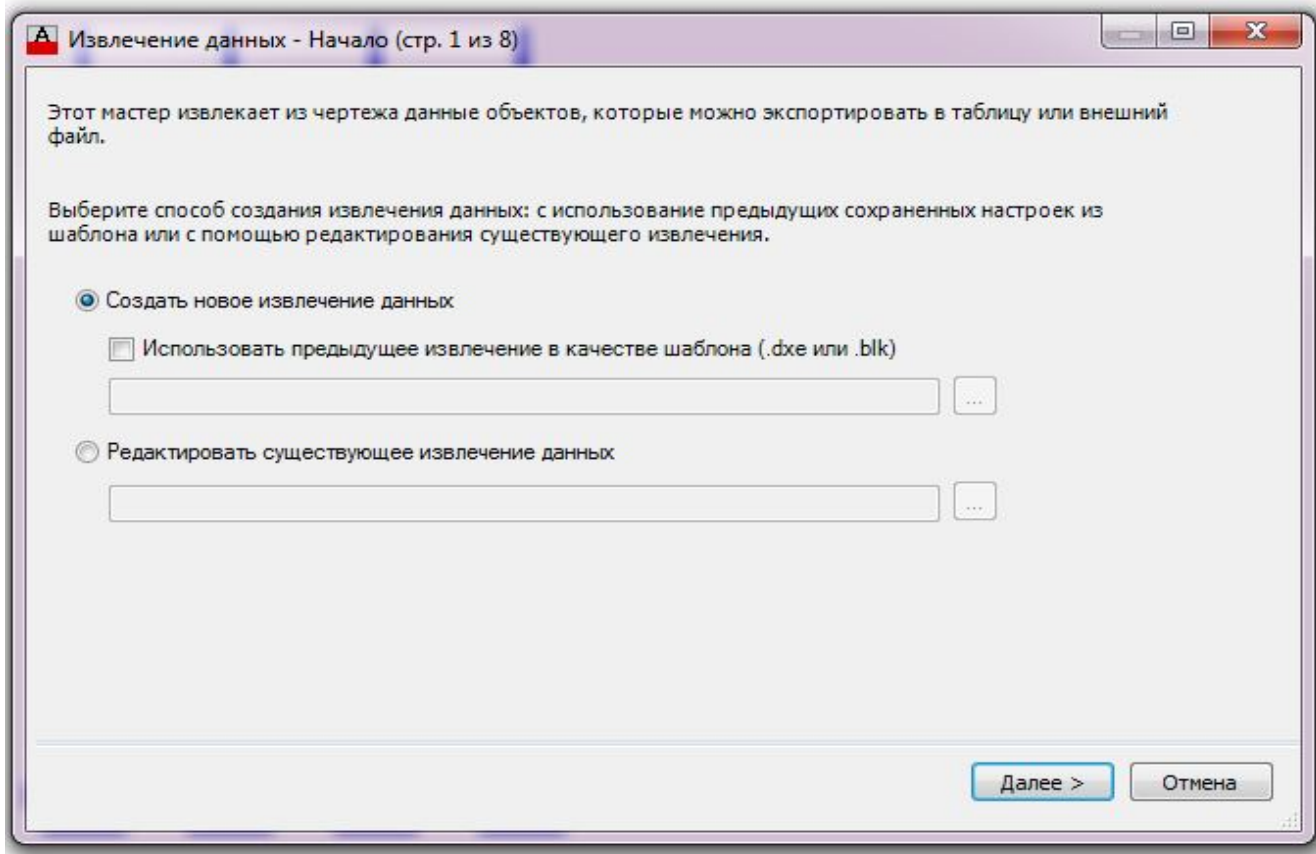 Извлечение данных - Начало (стр. 1 из 8)
Этот мастер извлекает из чертежа данные объектов, которые можно экспортировать в таблицу или внешний
файл.
Выберите способ создания извлечения данных: с использование предыдущих сохраненных настроек из
шаблона или с помощью редактирования существующего извлечения.
Создать новое извлечение данных
Использовать предыдущее извлечение в качестве шаблона (.dxe или .blk)
...
Редактировать существующее извлечение данных
...
Далее > Отмена